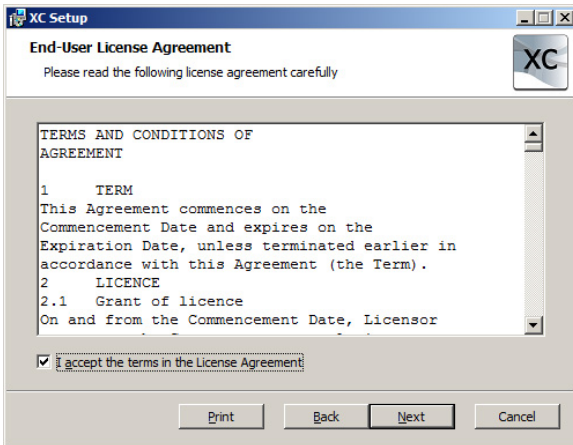 XC Setup
End-User License Agreement
Please read the following license agreement carefully
XC
TERMS AND CONDITIONS OF
AGREEMENT
1 TERM
This Agreement commences on the
Commencement Date and expires on the
Expiration Date, unless terminated earlier in
accordance with this Agreement (the Term).
2 LICENCE
2.1 Grant of licence
On and from the Commencement Date, Licensor
I accept the terms in the License Agreement
Print Back Next Cancel